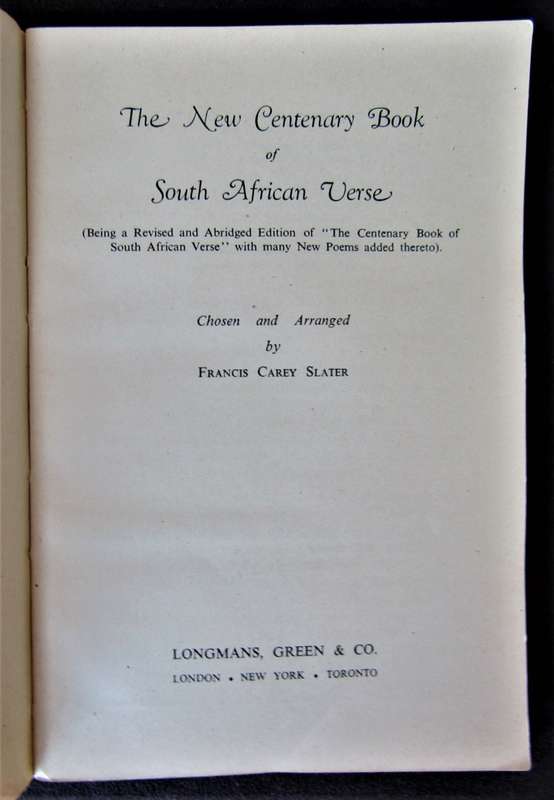 The New Centenary Book
of
South African Verse
(Being a Revised and Abridged Edition of "The Centenary Book of
South African Verse" with many New Poems added thereto).
Chosen and Arranged
by
FRANCIS CAREY SLATER
LONGMANS, GREEN & CO.
LONDON • NEW YORK • TORONTO